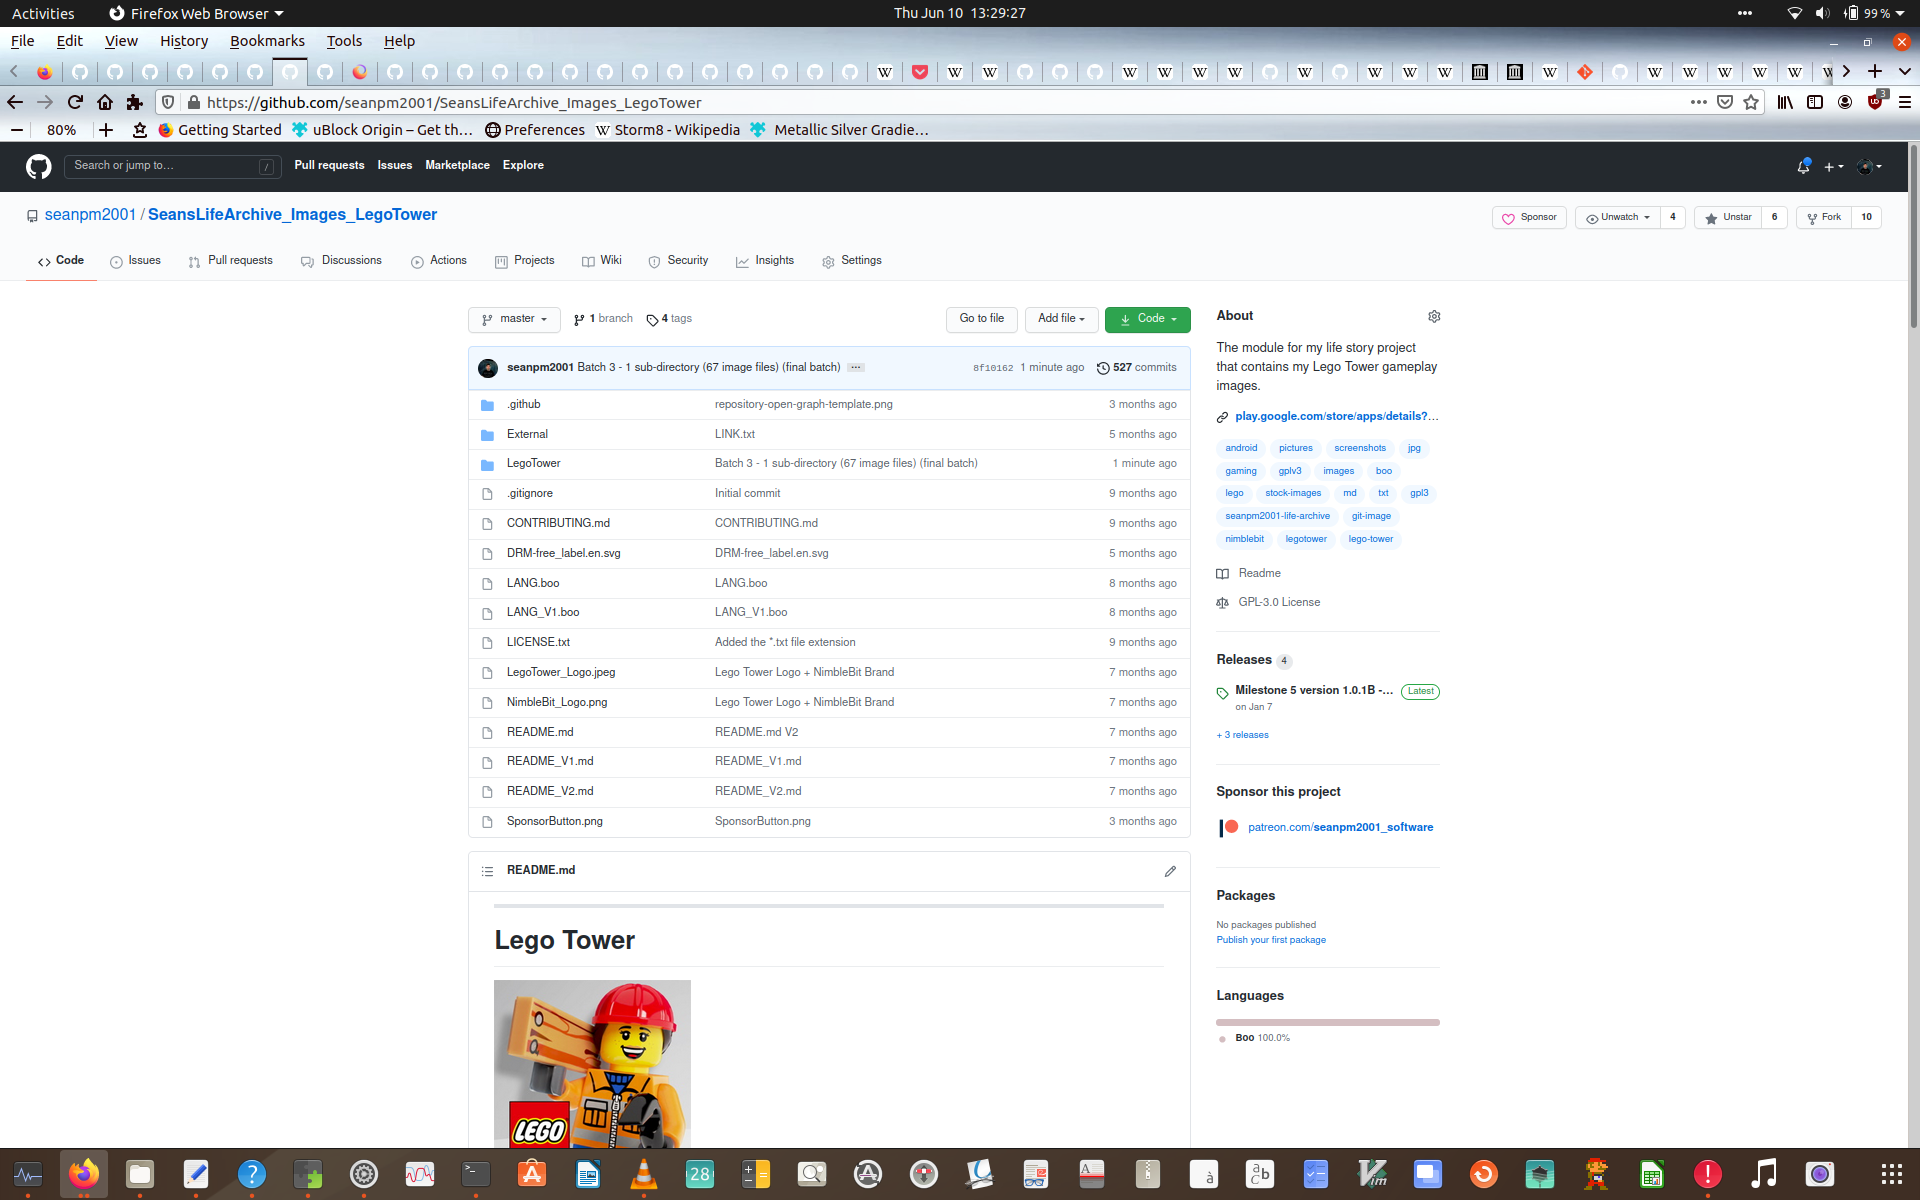 Activities Firefox Web Browser Thu Jun 10 13:29:27 99 %
File Edit View History Bookmarks Tools Help
https://github.com/seanpm2001/SeansLifeArchive_Images_LegoTower 3
80% Getting Started uBlock Origin – Get th… Preferences Storm8 - Wikipedia Metallic Silver Gradie…
Search or jump to… / Pull requests Issues Marketplace Explore
seanpm2001 / SeansLifeArchive_Images_LegoTower Sponsor Unwatch 4 Unstar 6 Fork 10
Code Issues Pull requests Discussions Actions Projects Wiki Security Insights Settings
master 1 branch 4 tags Go to file Add file Code
seanpm2001 Batch 3 - 1 sub-directory (67 image files) (final batch) ··· 8f10162 1 minute ago 527 commits
.github repository-open-graph-template.png 3 months ago
External LINK.txt 5 months ago
LegoTower Batch 3 - 1 sub-directory (67 image files) (final batch) 1 minute ago
.gitignore Initial commit 9 months ago
CONTRIBUTING.md CONTRIBUTING.md 9 months ago
DRM-free_label.en.svg DRM-free_label.en.svg 5 months ago
LANG.boo LANG.boo 8 months ago
LANG_V1.boo LANG_V1.boo 8 months ago
LICENSE.txt Added the *.txt file extension 9 months ago
LegoTower_Logo.jpeg Lego Tower Logo + NimbleBit Brand 7 months ago
NimbleBit_Logo.png Lego Tower Logo + NimbleBit Brand 7 months ago
README.md README.md V2 7 months ago
README_V1.md README_V1.md 7 months ago
README_V2.md README_V2.md 7 months ago
SponsorButton.png SponsorButton.png 3 months ago
README.md
Lego Tower
LEGO
About
The module for my life story project
that contains my Lego Tower gameplay
images.
play.google.com/store/apps/details?…
android pictures screenshots jpg
gaming gplv3 images boo
lego stock-images md txt gpl3
seanpm2001-life-archive git-image
nimblebit legotower lego-tower
Readme
GPL-3.0 License
Releases 4
Milestone 5 version 1.0.1B -… Latest
on Jan 7
+ 3 releases
Sponsor this project
patreon.com/seanpm2001_software
Packages
No packages published
Publish your first package
Languages
Boo 100.0%
28
Vim